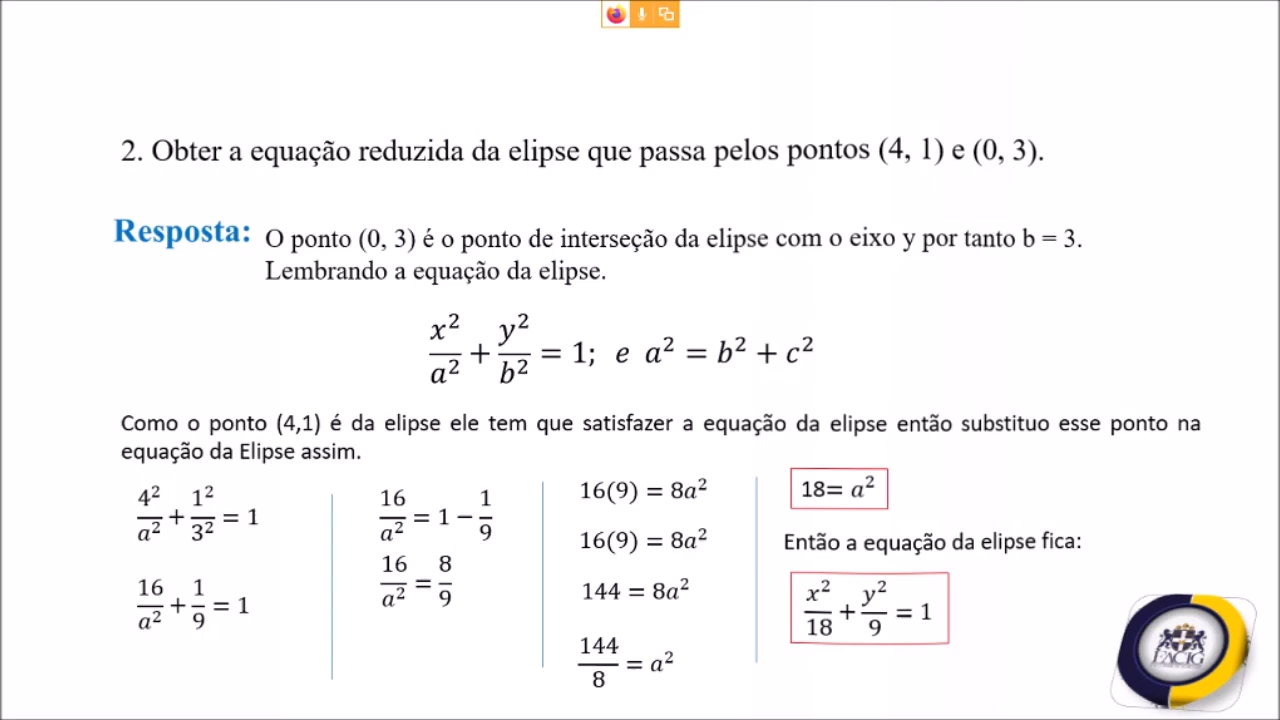 2. Obter a equação reduzida da elipse que passa pelos pontos (4, 1) e (0, 3).
Resposta: O ponto (0, 3) é o ponto de interseção da elipse com o eixo y por tanto b = 3.
Lembrando a equação da elipse.
x²/a² + y²/b² = 1; e a² = b² + c²
Como o ponto (4,1) é da elipse ele tem que satisfazer a equação da elipse então substituo esse ponto na
equação da Elipse assim.
4²/a² + 1²/3² = 1
16/a² + 1/9 = 1
16/a² = 1 − 1/9
16/a² = 8/9
16(9) = 8a²
16(9) = 8a²
144 = 8a²
144/8 = a²
18= a²
Então a equação da elipse fica:
x²/18 + y²/9 = 1
FACIG